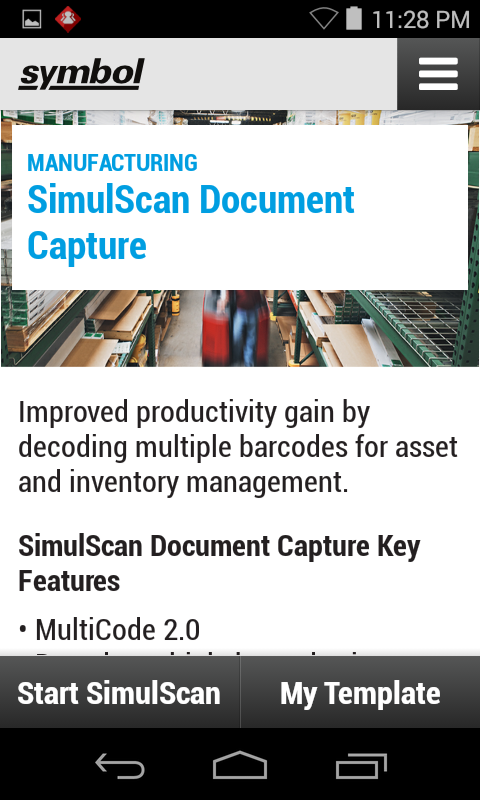 11:28 PM
symbol
MANUFACTURING
SimulScan Document
Capture
Improved productivity gain by
decoding multiple barcodes for asset
and inventory management.
SimulScan Document Capture Key
Features
• MultiCode 2.0
Start SimulScan
My Template